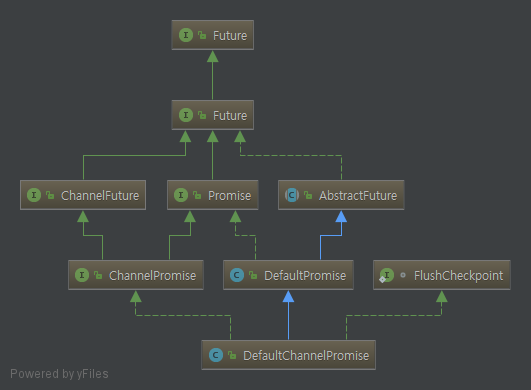 Future
Future
ChannelFuture Promise AbstractFuture
ChannelPromise DefaultPromise FlushCheckpoint
DefaultChannelPromise
Powered by yFiles